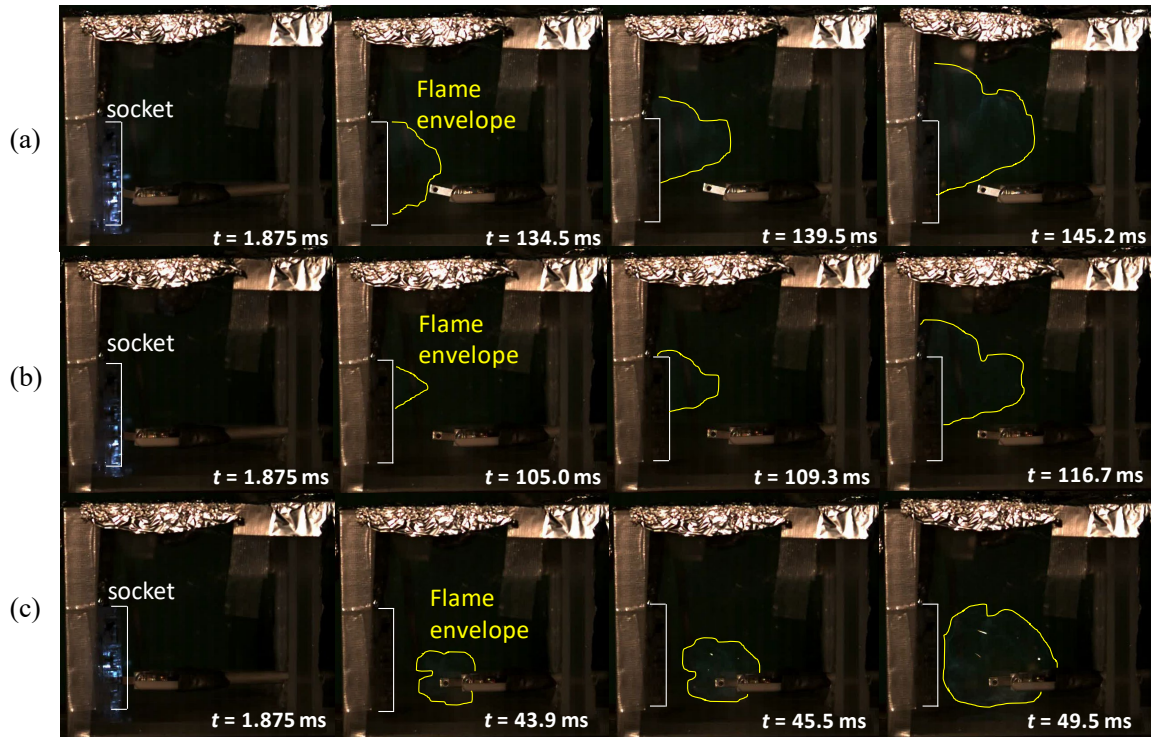 (a)
socket
Flame
envelope
t = 1.875 ms
t = 134.5 ms
t = 139.5 ms
t = 145.2 ms
(b)
socket
Flame
envelope
t = 1.875 ms
t = 105.0 ms
t = 109.3 ms
t = 116.7 ms
(c)
socket
Flame
envelope
t = 1.875 ms
t = 43.9 ms
t = 45.5 ms
t = 49.5 ms